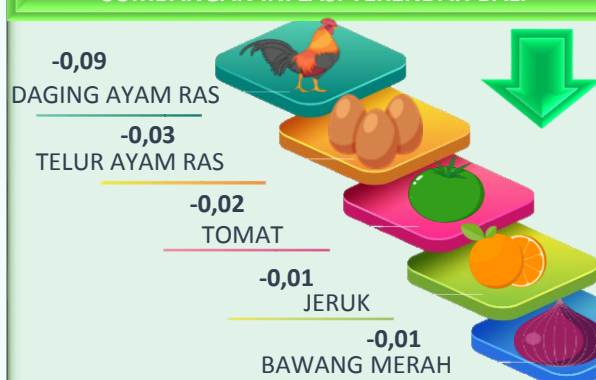 -0,09
DAGING AYAM RAS
-0,03
TELUR AYAM RAS
-0,02
TOMAT
-0,01
JERUK
-0,01
BAWANG MERAH